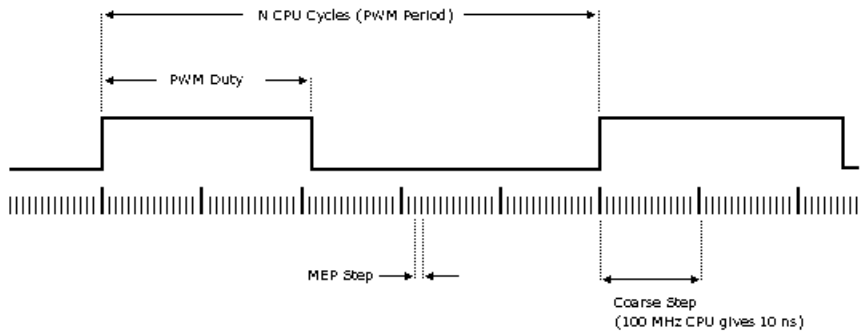 N CPU Cycles (PWM Period)
PWM Duty
MEP Step
Coarse Step
(100 MHz CPU gives 10 ns)